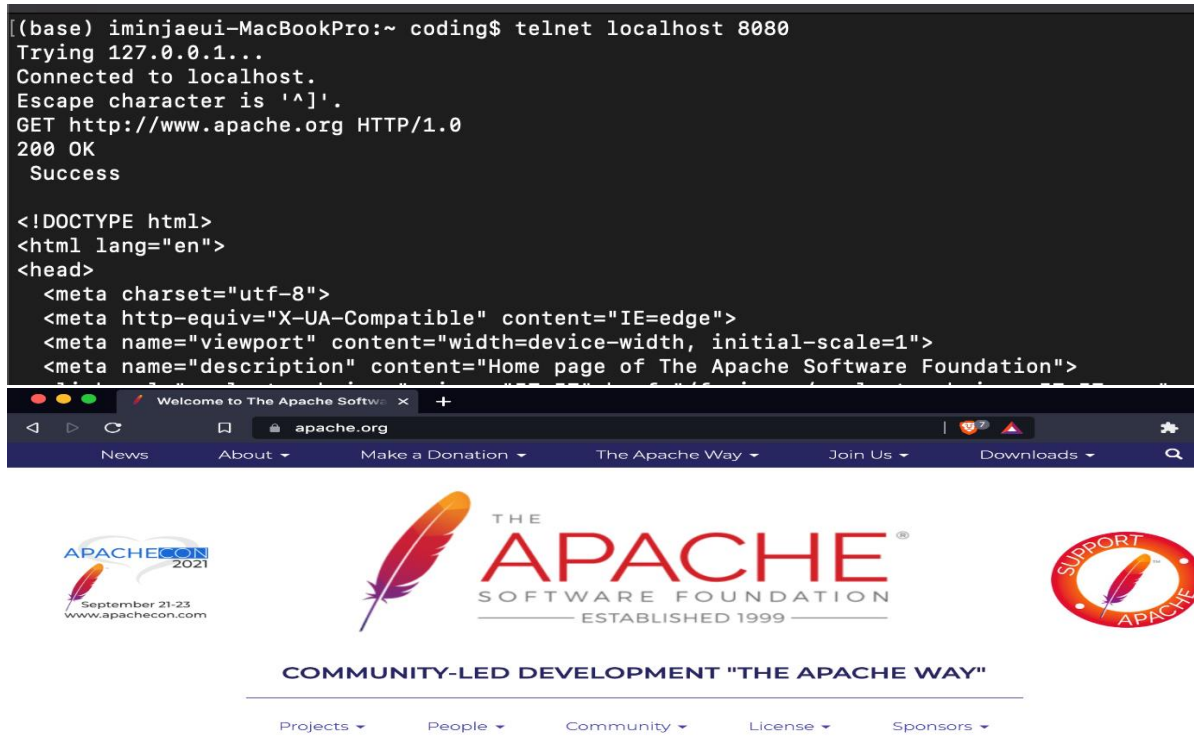 [(base) iminjaeui-MacBookPro:~ coding$ telnet localhost 8080
Trying 127.0.0.1...
Connected to localhost.
Escape character is '^]'.
GET http://www.apache.org HTTP/1.0
200 OK
Success
<!DOCTYPE html>
<html lang="en">
<head>
<meta charset="utf-8">
<meta http-equiv="X-UA-Compatible" content="IE=edge">
<meta name="viewport" content="width=device-width, initial-scale=1">
<meta name="description" content="Home page of The Apache Software Foundation">
Welcome to The Apache Softwa
apache.org
7
News About Make a Donation The Apache Way Join Us Downloads
APACHECON
2021
September 21-23
www.apachecon.com
THE
APACHE®
SOFTWARE FOUNDATION
ESTABLISHED 1999
SUPPORT
APACHE
COMMUNITY-LED DEVELOPMENT "THE APACHE WAY"
Projects People Community License Sponsors